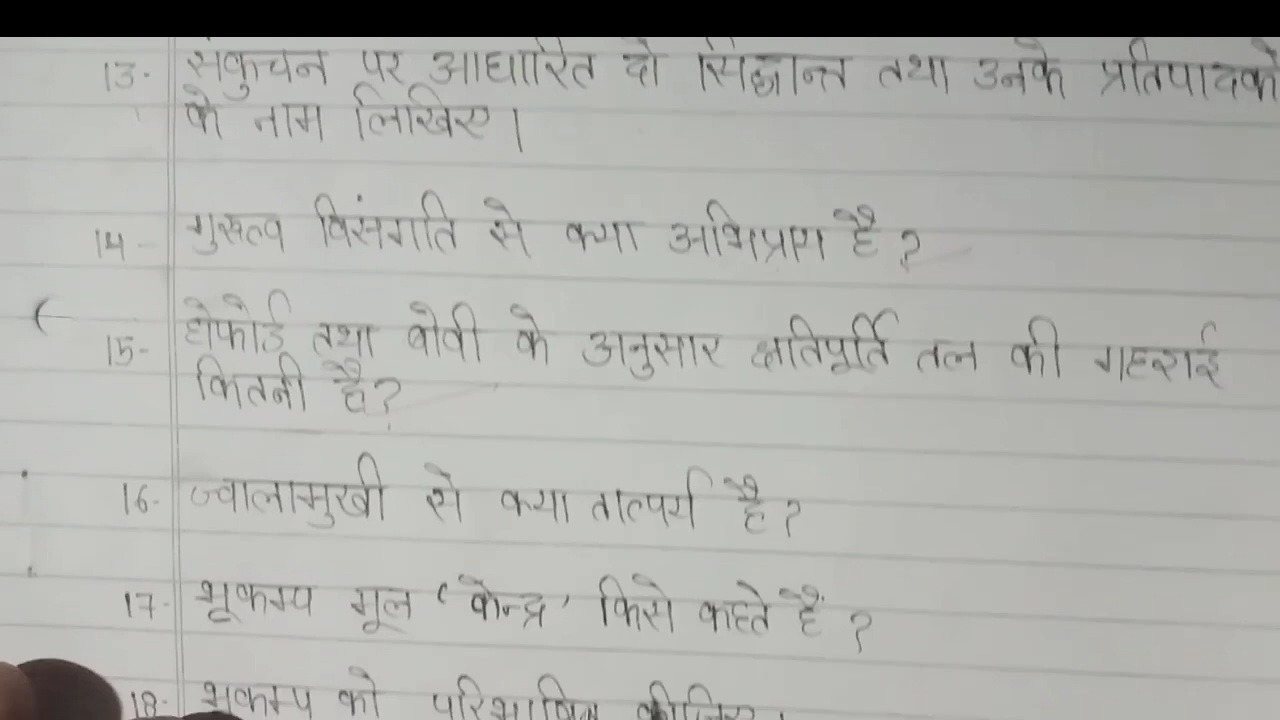 13. संकुचन पर आधारित दो सिद्धान्त तथा उनके प्रतिपादको
के नाम लिखिए।
14 - गुरुत्व विसंगति से क्या अभिप्राय है?
15- हेफोर्ड तथा बोवी के अनुसार क्षतिपूर्ति तल की गहराई
कितनी है?
16. ज्वालामुखी से क्या तात्पर्य है?
17. भूकम्प मूल 'केन्द्र' किसे कहते हैं?
18. भूकम्प को परिभाषित कीजिए।